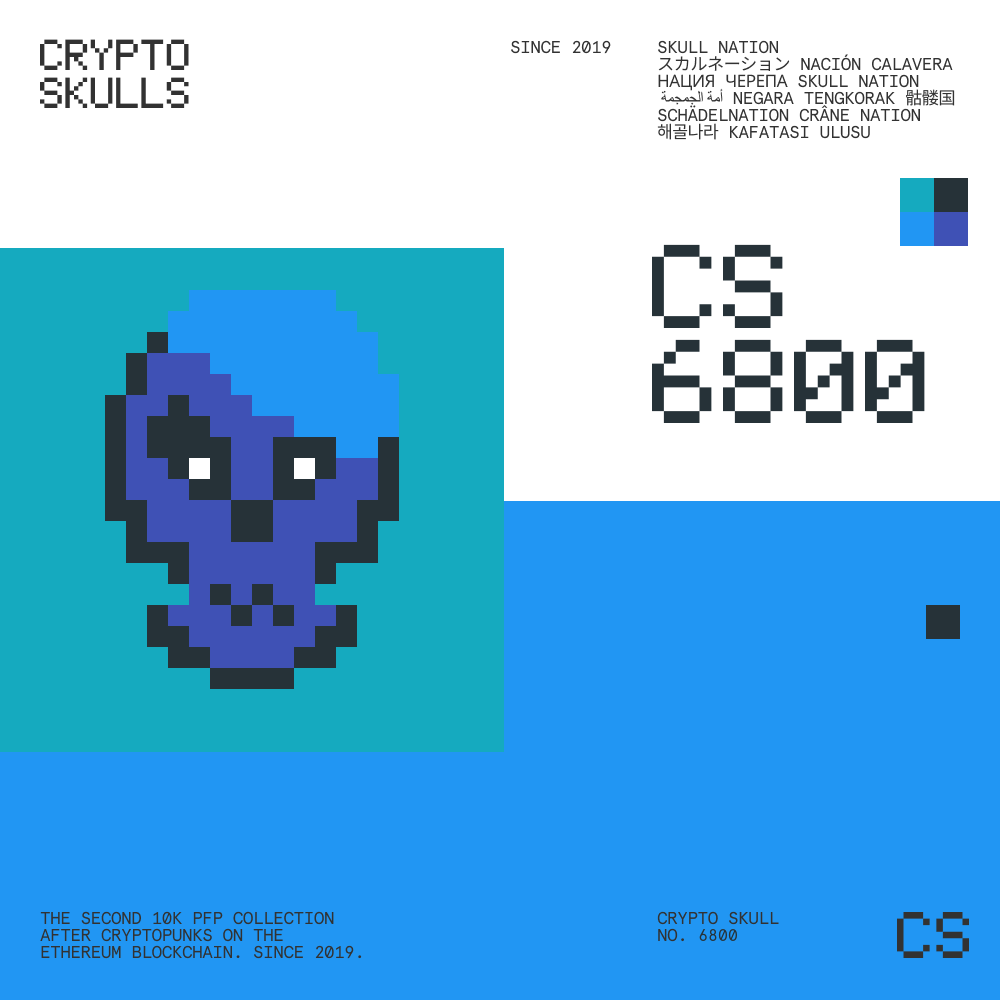 CRYPTO
SKULLS
SINCE 2019
SKULL NATION
スカルネーション NACIÓN CALAVERA
НАЦИЯ ЧЕРЕПА SKULL NATION
أمة الجمجمة NEGARA TENGKORAK 骷髅国
SCHÄDELNATION CRÂNE NATION
해골나라 KAFATASI ULUSU
CS
6800
THE SECOND 10K PFP COLLECTION
AFTER CRYPTOPUNKS ON THE
ETHEREUM BLOCKCHAIN. SINCE 2019.
CRYPTO SKULL
NO. 6800
CS